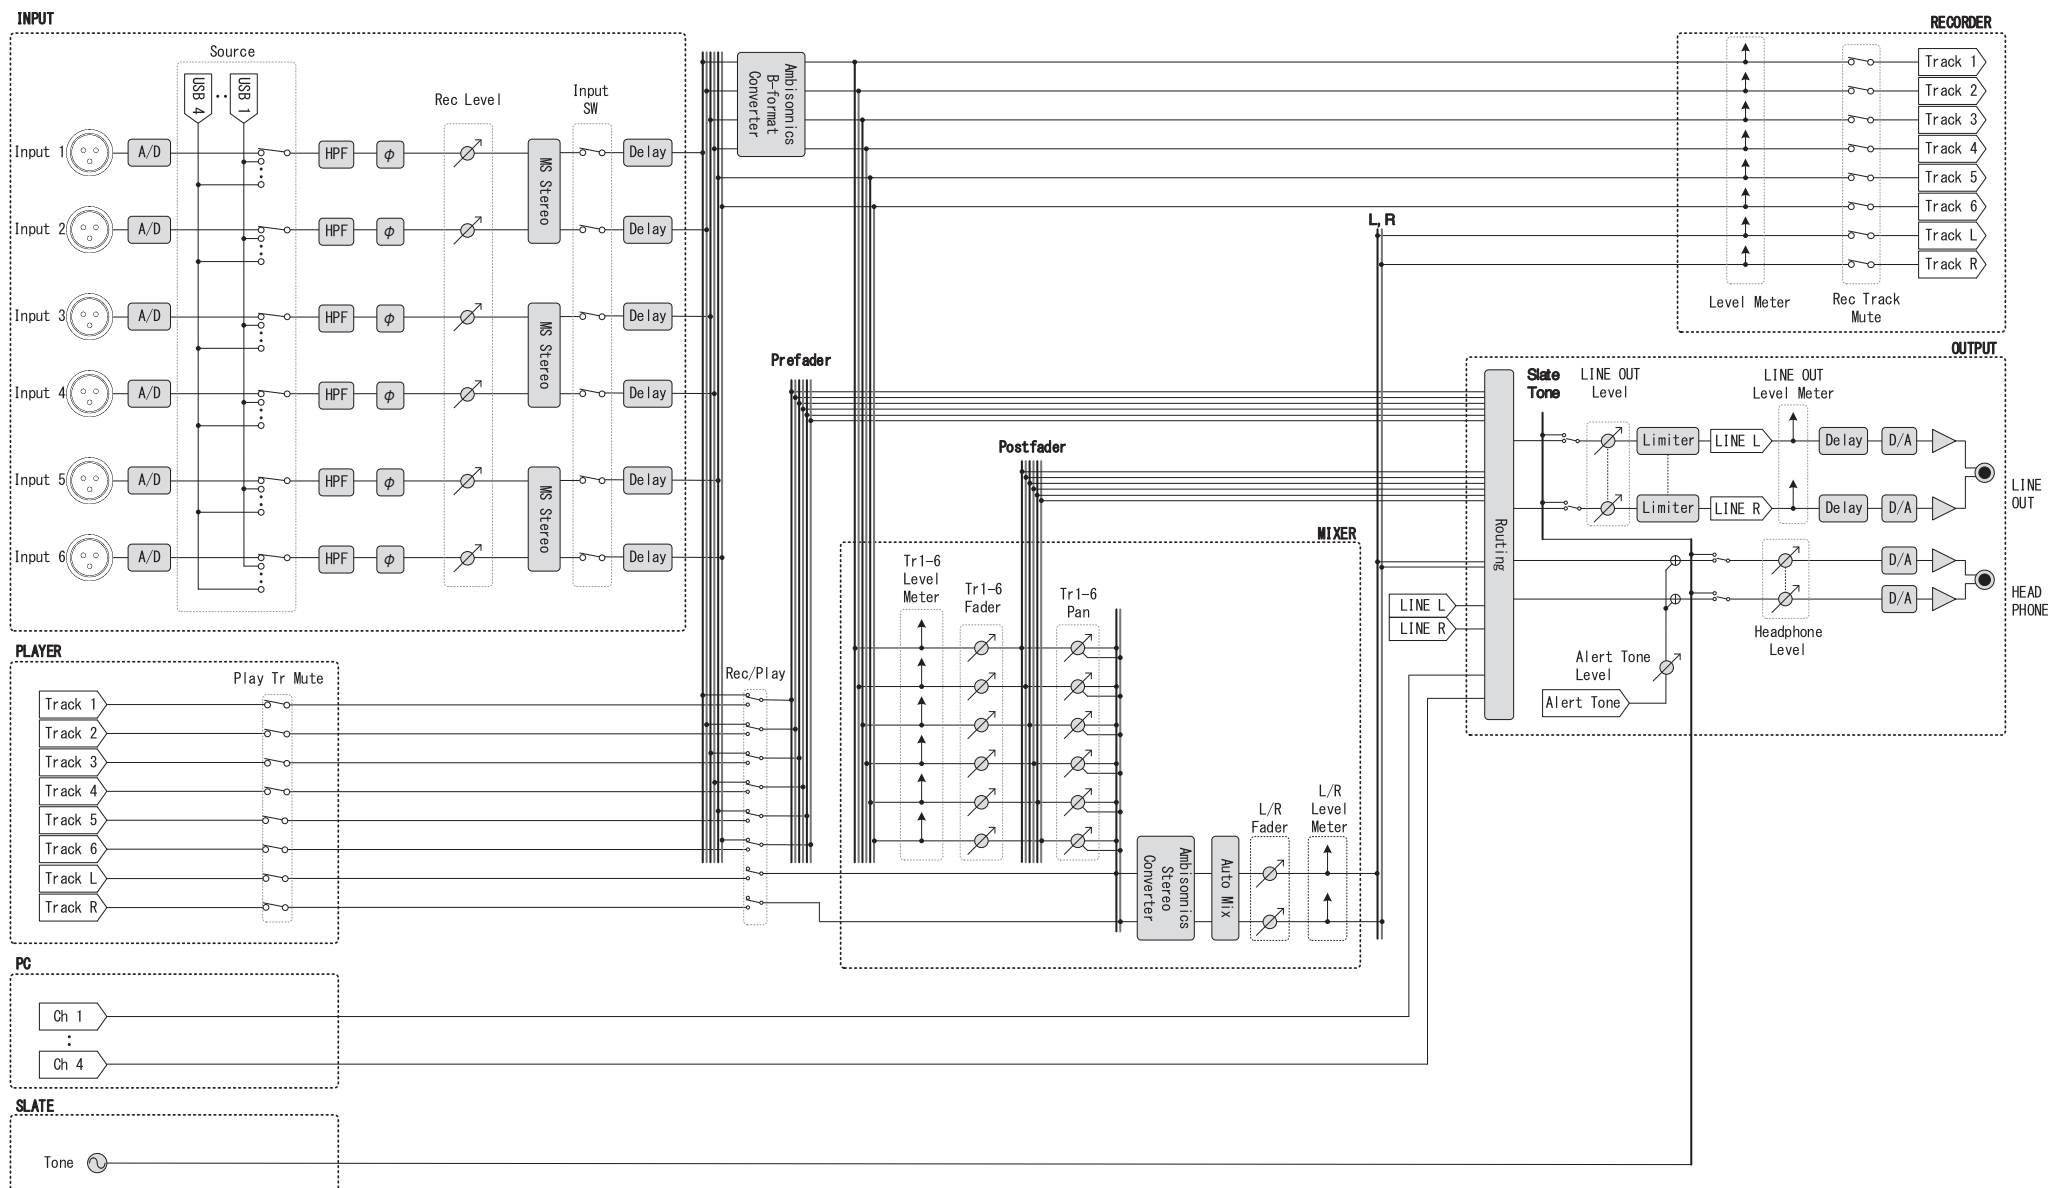 INPUT
Source
USB 4
USB 1
Rec Level
Input
SW
Input 1
A/D
HPF
φ
MS Stereo
Delay
Input 2
A/D
HPF
φ
Delay
Input 3
A/D
HPF
φ
MS Stereo
Delay
Input 4
A/D
HPF
φ
Delay
Input 5
A/D
HPF
φ
MS Stereo
Delay
Input 6
A/D
HPF
φ
Delay
Ambisonnics
B-format
Converter
RECORDER
Track 1
Track 2
Track 3
Track 4
Track 5
Track 6
Track L
Track R
Level Meter
Rec Track
Mute
L, R
Prefader
Postfader
OUTPUT
Routing
Slate
Tone
LINE OUT
Level
LINE OUT
Level Meter
Limiter
LINE L
Delay
D/A
Limiter
LINE R
Delay
D/A
LINE
OUT
D/A
D/A
HEAD
PHONE
LINE L
LINE R
Headphone
Level
Alert Tone
Level
Alert Tone
MIXER
Tr1-6
Level
Meter
Tr1-6
Fader
Tr1-6
Pan
Ambisonnics
Stereo
Converter
Auto Mix
L/R
Fader
L/R
Level
Meter
PLAYER
Play Tr Mute
Rec/Play
Track 1
Track 2
Track 3
Track 4
Track 5
Track 6
Track L
Track R
PC
Ch 1
Ch 4
SLATE
Tone